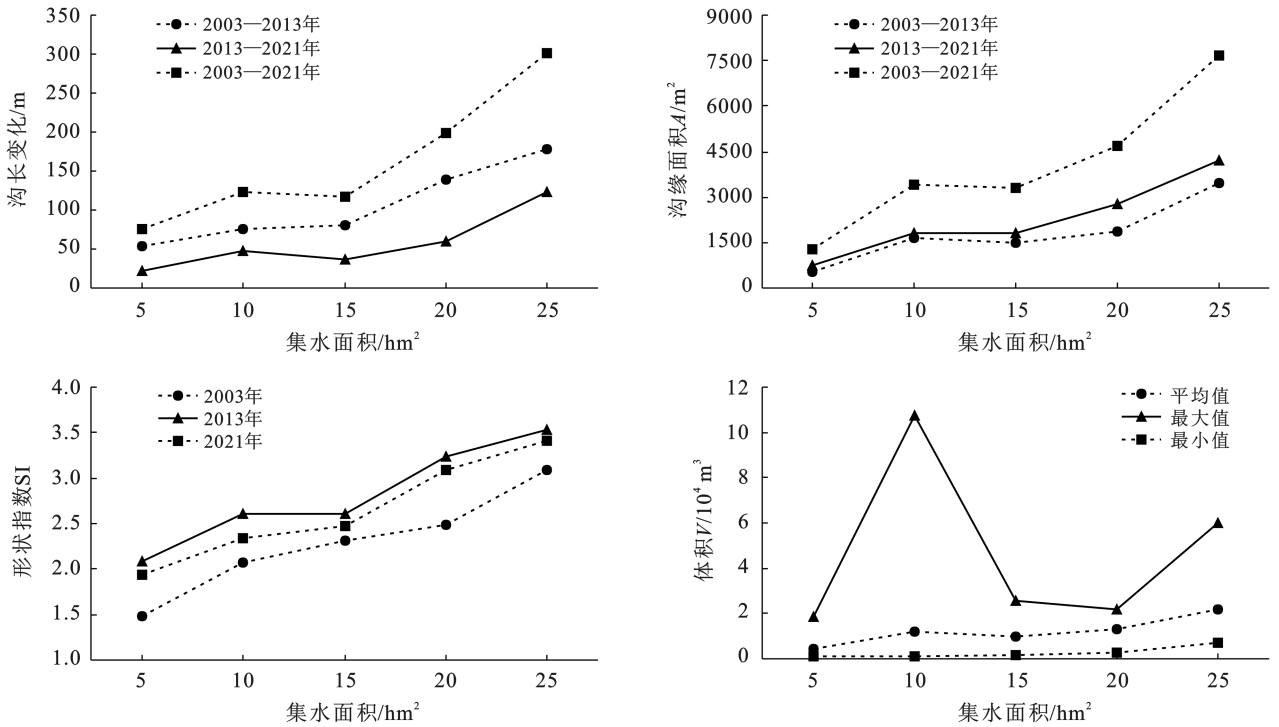 350
300
250
200
150
100
50
0
沟长变化/m
2003—2013年
2013—2021年
2003—2021年
5 10 15 20 25
集水面积/hm²
9000
7500
6000
4500
3000
1500
0
沟缘面积A/m²
2003—2013年
2013—2021年
2003—2021年
5 10 15 20 25
集水面积/hm²
4.0
3.5
3.0
2.5
2.0
1.5
1.0
形状指数SI
2003年
2013年
2021年
5 10 15 20 25
集水面积/hm²
12
10
8
6
4
2
0
体积V/10⁴ m³
平均值
最大值
最小值
5 10 15 20 25
集水面积/hm²